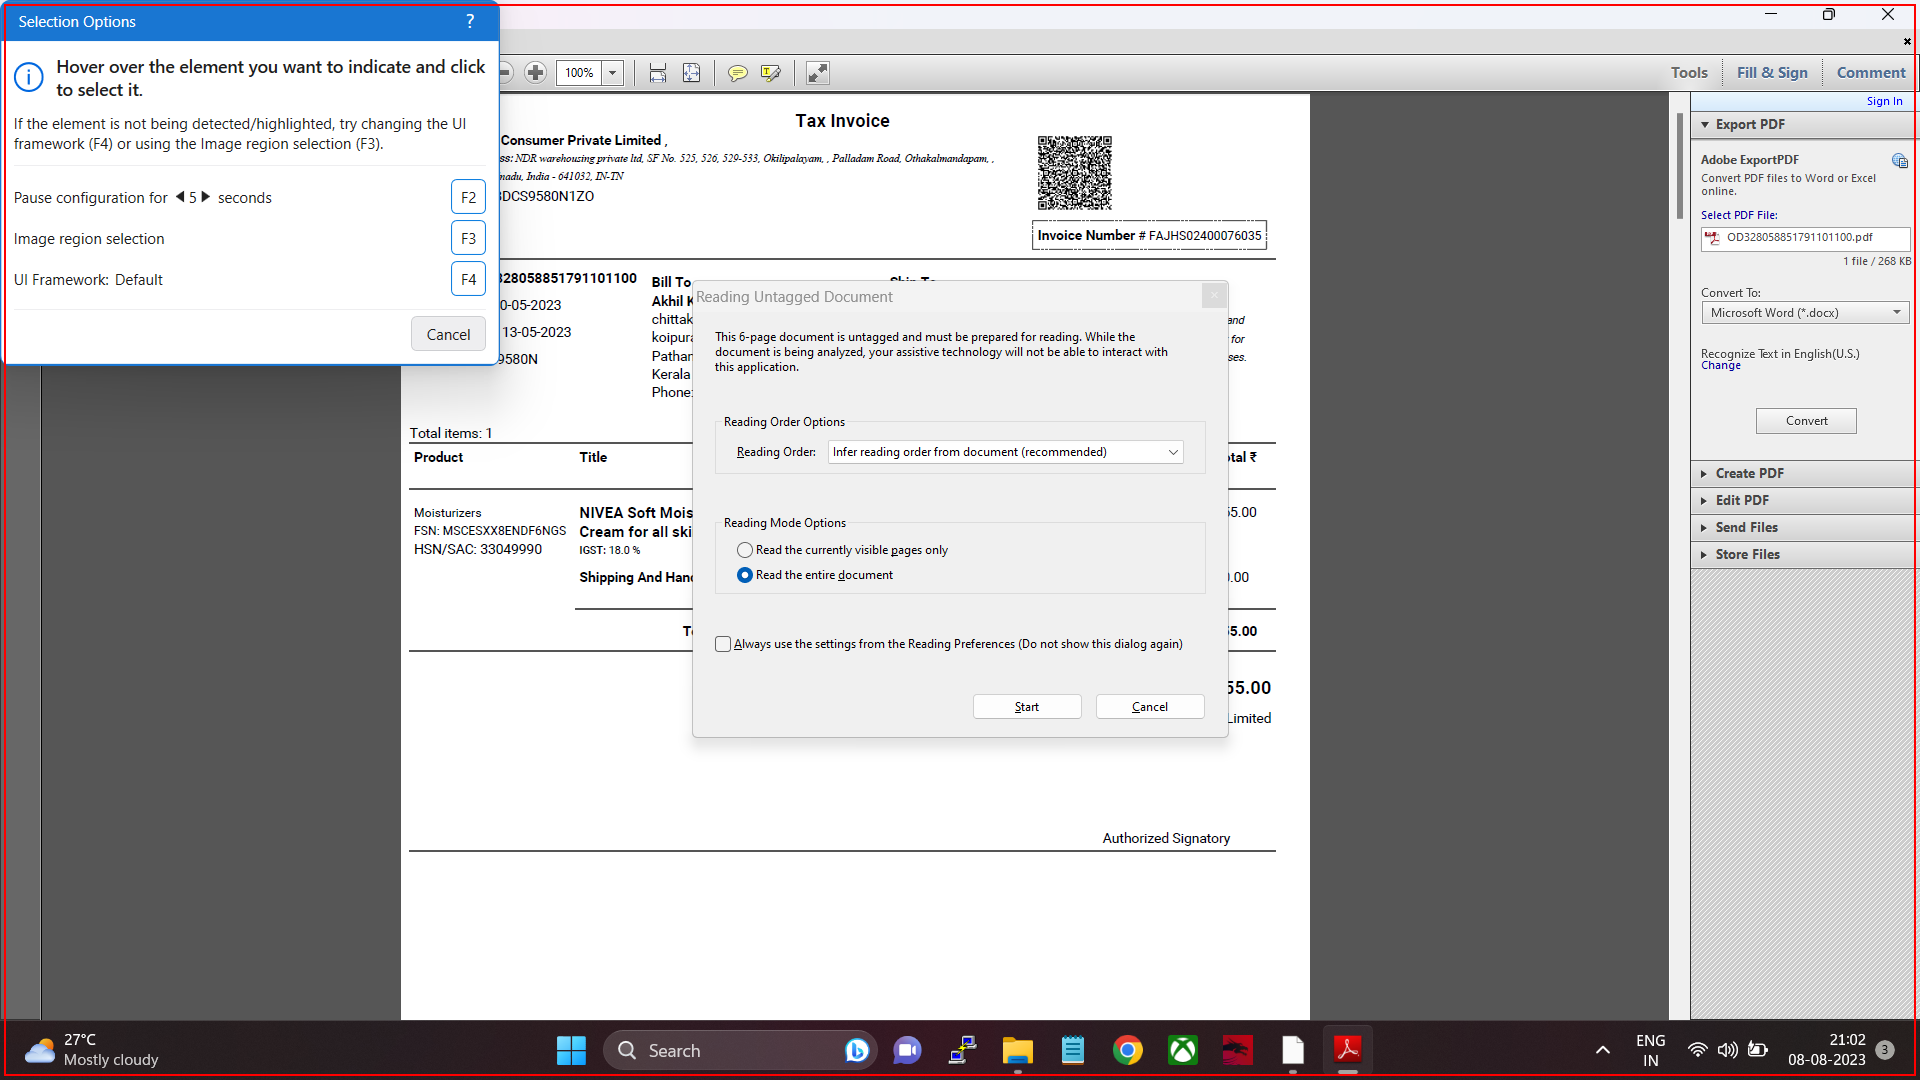 Selection Options
?
Hover over the element you want to indicate and click
to select it.
If the element is not being detected/highlighted, try changing the UI
framework (F4) or using the Image region selection (F3).
Pause configuration for 5 seconds
F2
Image region selection
F3
UI Framework: Default
F4
Cancel
100%
Tools
Fill & Sign
Comment
Tax Invoice
Consumer Private Limited ,
ss: NDR warehousing private ltd, SF No. 525, 526, 529-533, Okilipalayam, , Palladam Road, Othakalmandapam, ,
nadu, India - 641032, IN-TN
DCS9580N1ZO
Invoice Number # FAJHS02400076035
328058851791101100
0-05-2023
13-05-2023
9580N
Bill To
Akhil K
chittak
koipura
Pathan
Kerala
Phone:
Ship To
and
for
ses.
Total items: 1
Product
Title
tal ₹
Moisturizers
FSN: MSCESXX8ENDF6NGS
HSN/SAC: 33049990
NIVEA Soft Mois
Cream for all ski
IGST: 18.0 %
55.00
Shipping And Han
.00
To
5.00
55.00
Limited
Authorized Signatory
Reading Untagged Document
This 6-page document is untagged and must be prepared for reading. While the
document is being analyzed, your assistive technology will not be able to interact with
this application.
Reading Order Options
Reading Order:
Infer reading order from document (recommended)
Reading Mode Options
Read the currently visible pages only
Read the entire document
Always use the settings from the Reading Preferences (Do not show this dialog again)
Start
Cancel
Sign In
Export PDF
Adobe ExportPDF
Convert PDF files to Word or Excel
online.
Select PDF File:
OD328058851791101100.pdf
1 file / 268 KB
Convert To:
Microsoft Word (*.docx)
Recognize Text in English(U.S.)
Change
Convert
Create PDF
Edit PDF
Send Files
Store Files
27°C
Mostly cloudy
Search
ENG
IN
21:02
08-08-2023
3